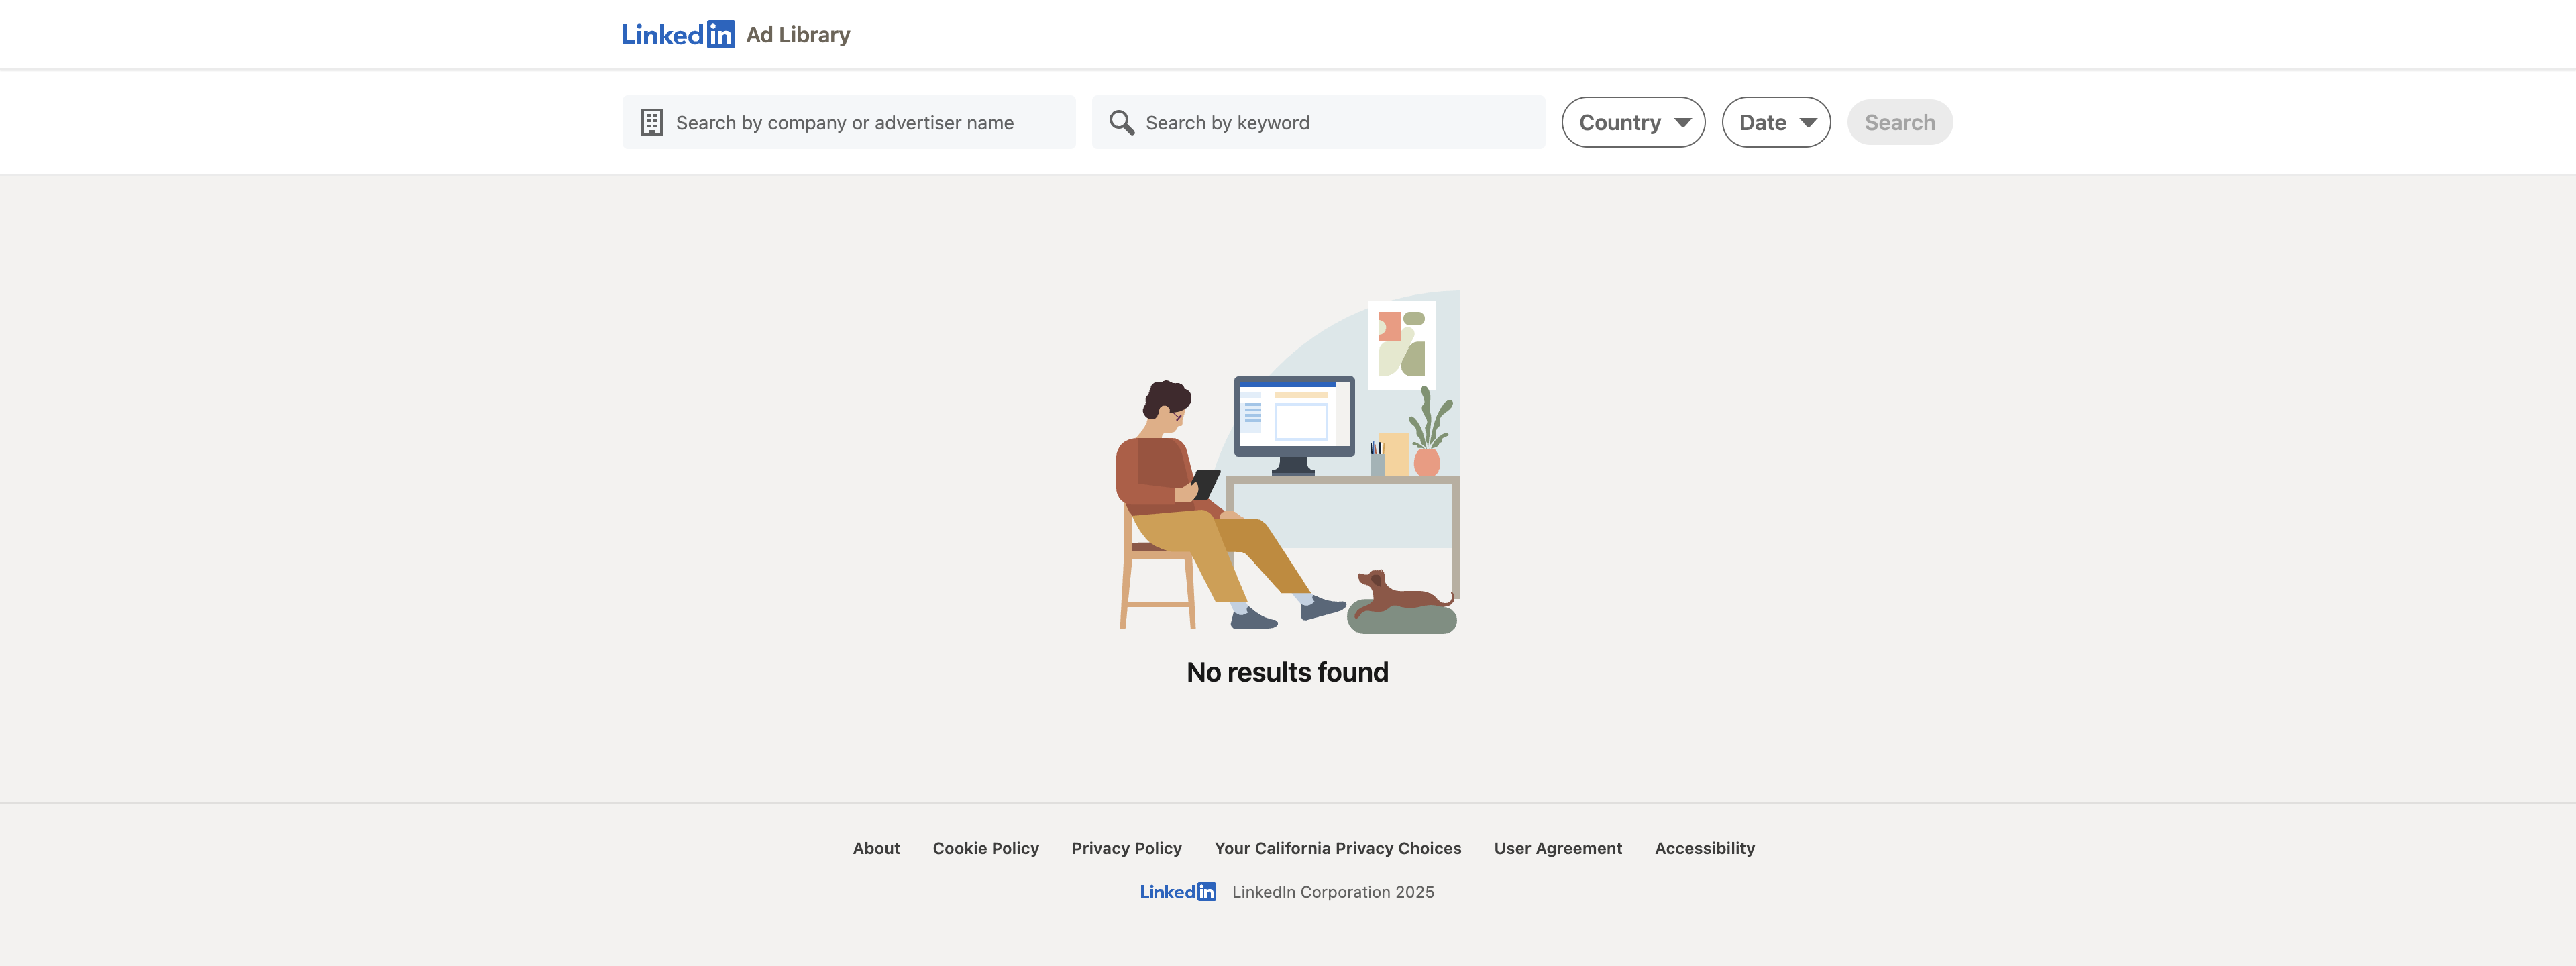 LinkedIn Ad Library
Search by company or advertiser name
Search by keyword
Country
Date
Search
No results found
About
Cookie Policy
Privacy Policy
Your California Privacy Choices
User Agreement
Accessibility
LinkedIn LinkedIn Corporation 2025